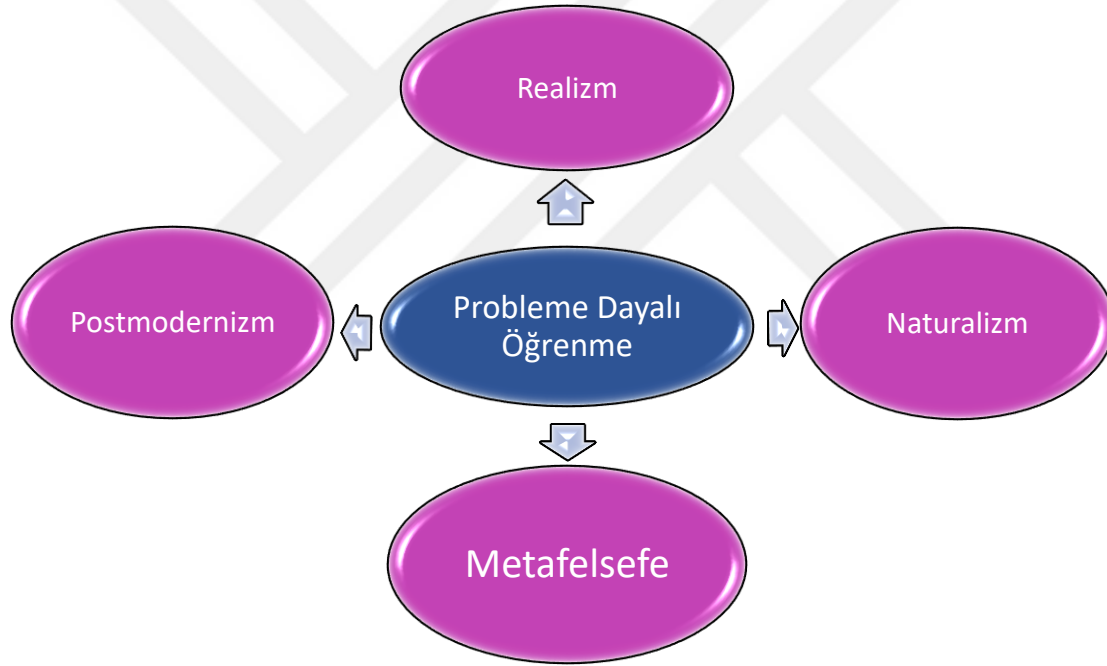 Realizm
Postmodernizm
Probleme Dayalı
Öğrenme
Naturalizm
Metafelsefe